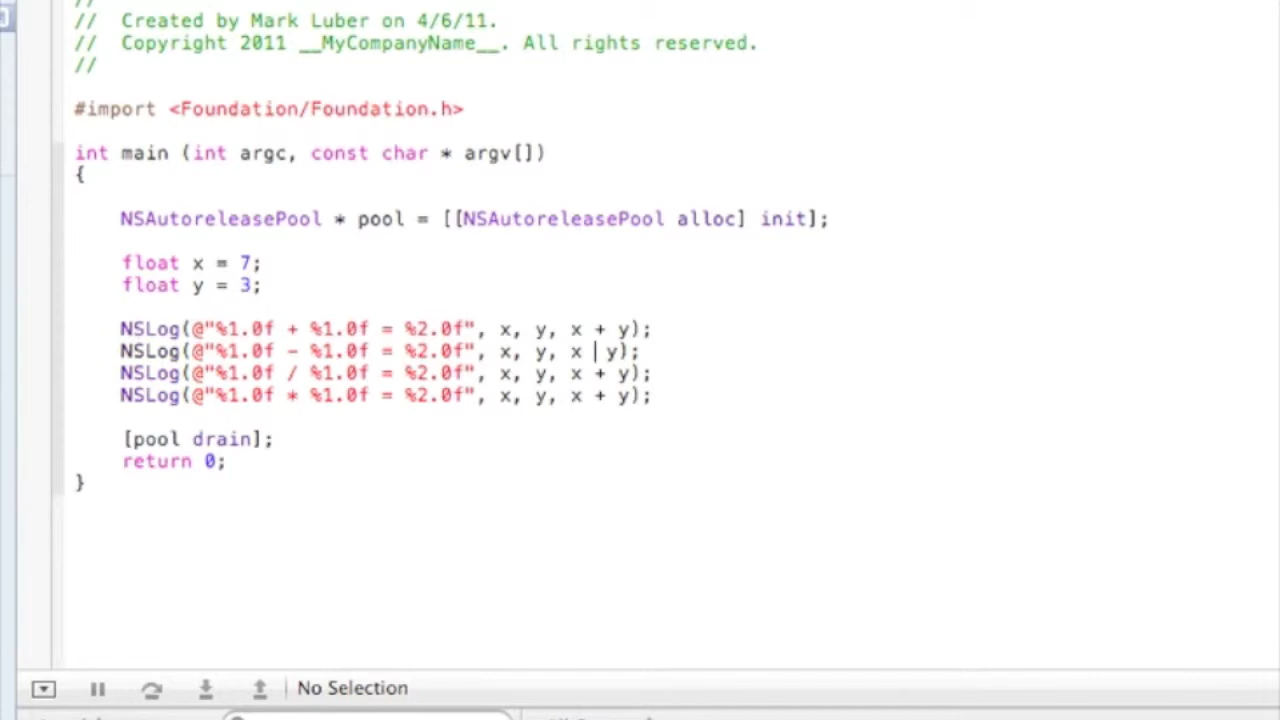 //
// Created by Mark Luber on 4/6/11.
// Copyright 2011 __MyCompanyName__. All rights reserved.
//
#import <Foundation/Foundation.h>
int main (int argc, const char * argv[])
{
NSAutoreleasePool * pool = [[NSAutoreleasePool alloc] init];
float x = 7;
float y = 3;
NSLog(@"%1.0f + %1.0f = %2.0f", x, y, x + y);
NSLog(@"%1.0f - %1.0f = %2.0f", x, y, x y);
NSLog(@"%1.0f / %1.0f = %2.0f", x, y, x + y);
NSLog(@"%1.0f * %1.0f = %2.0f", x, y, x + y);
[pool drain];
return 0;
}
No Selection